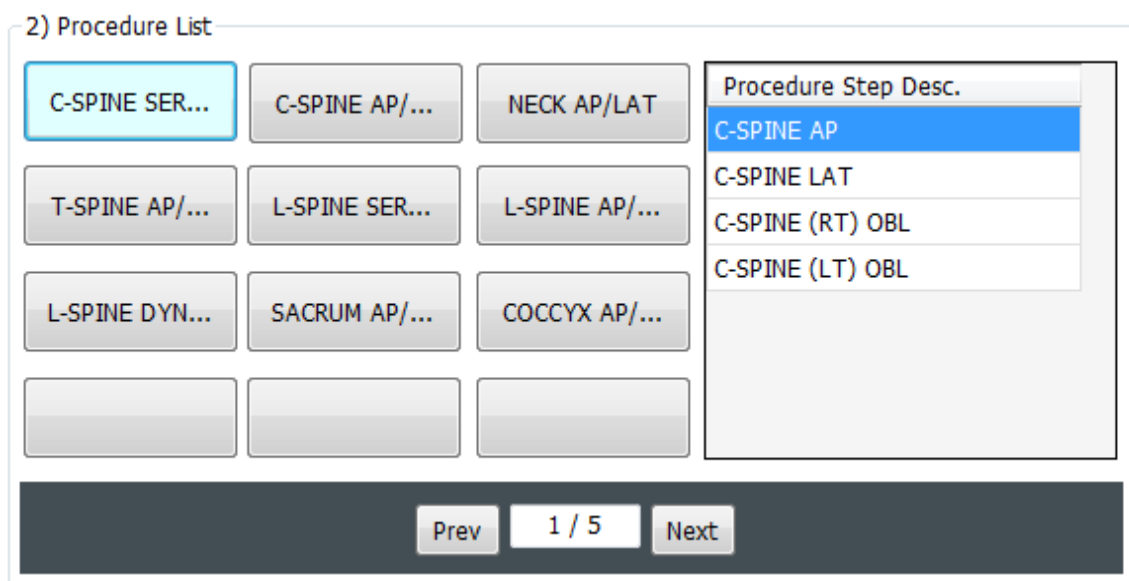 2) Procedure List
C-SPINE SER...
C-SPINE AP/...
NECK AP/LAT
T-SPINE AP/...
L-SPINE SER...
L-SPINE AP/...
L-SPINE DYN...
SACRUM AP/...
COCCYX AP/...
Procedure Step Desc.
C-SPINE AP
C-SPINE LAT
C-SPINE (RT) OBL
C-SPINE (LT) OBL
Prev
1 / 5
Next